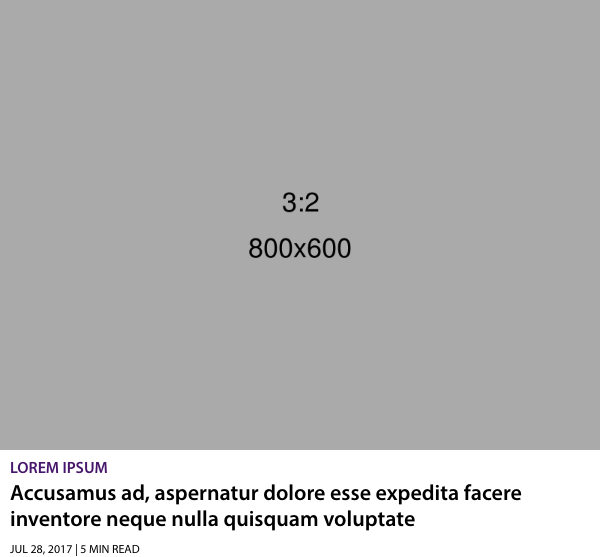 3:2
800x600
LOREM IPSUM
Accusamus ad, aspernatur dolore esse expedita facere
inventore neque nulla quisquam voluptate
JUL 28, 2017 | 5 MIN READ